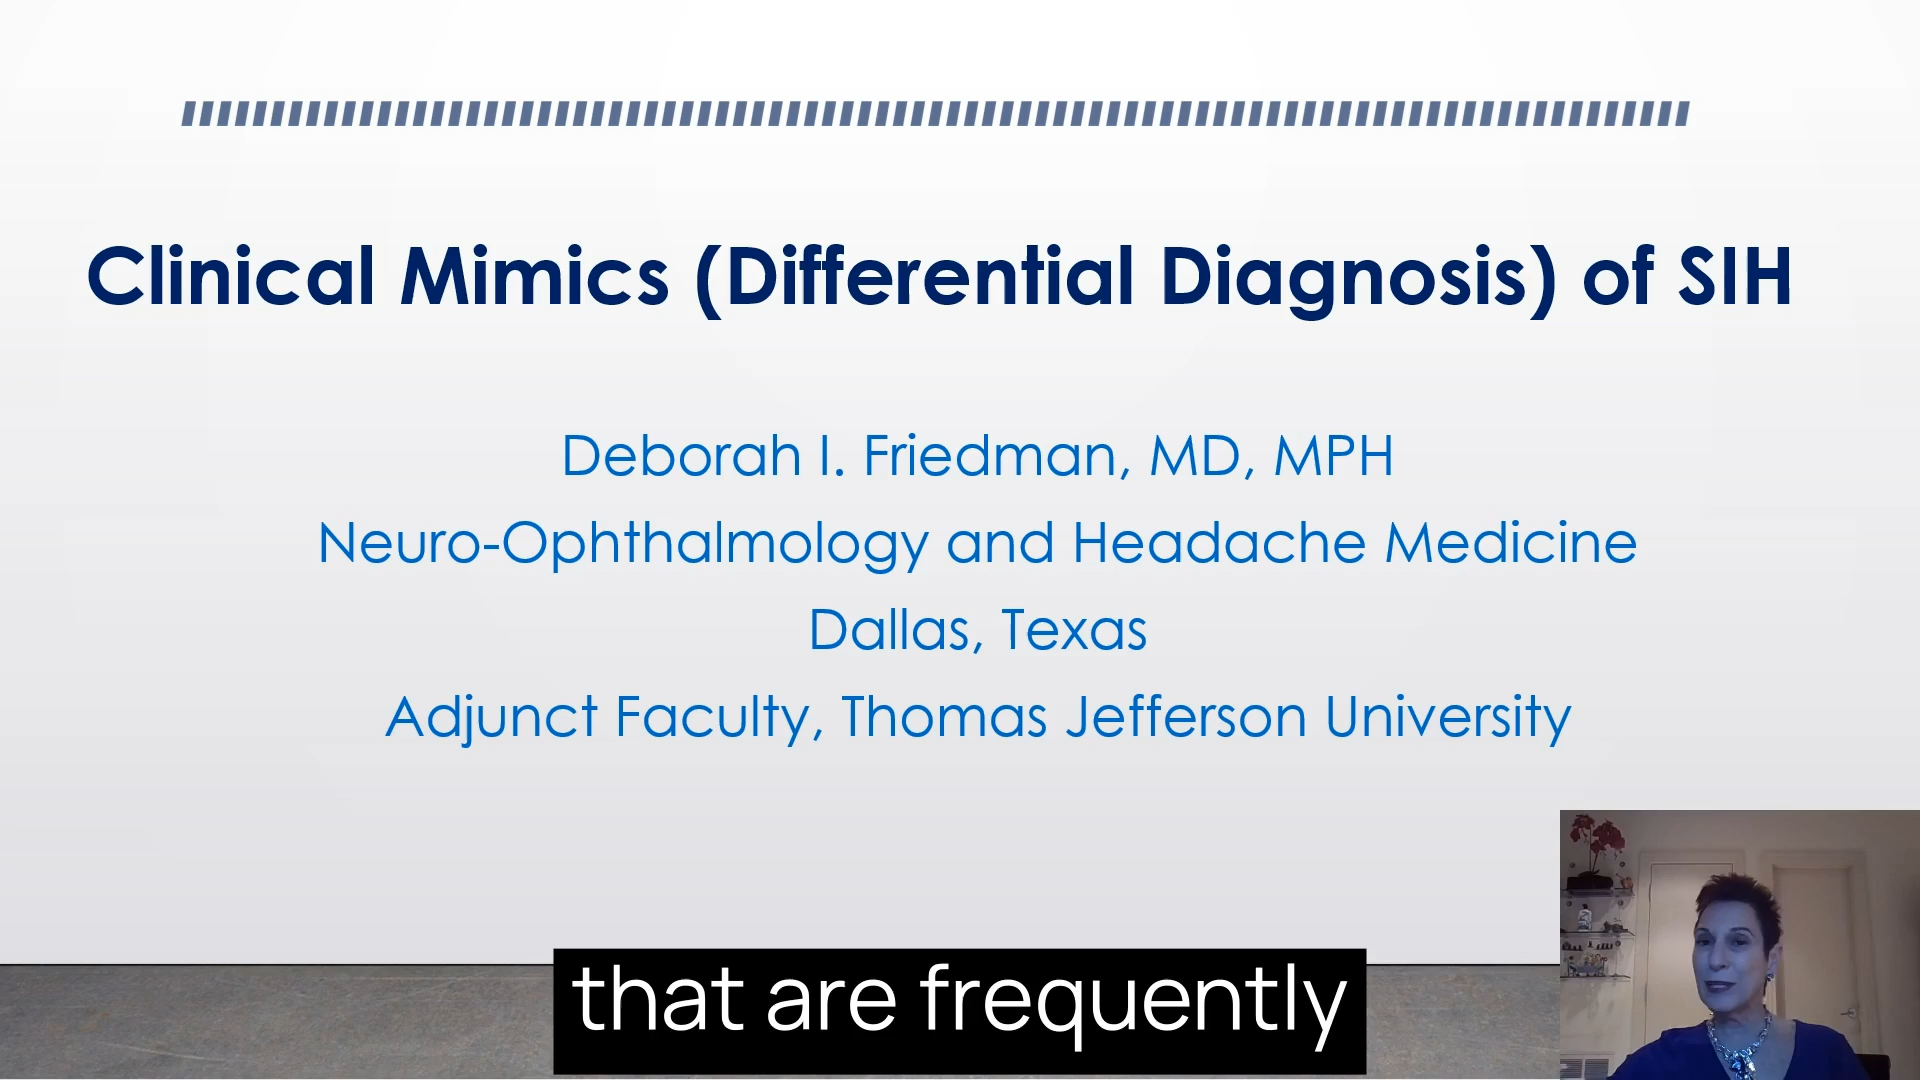 Clinical Mimics (Differential Diagnosis) of SIH
Deborah I. Friedman, MD, MPH
Neuro-Ophthalmology and Headache Medicine
Dallas, Texas
Adjunct Faculty, Thomas Jefferson University
that are frequently